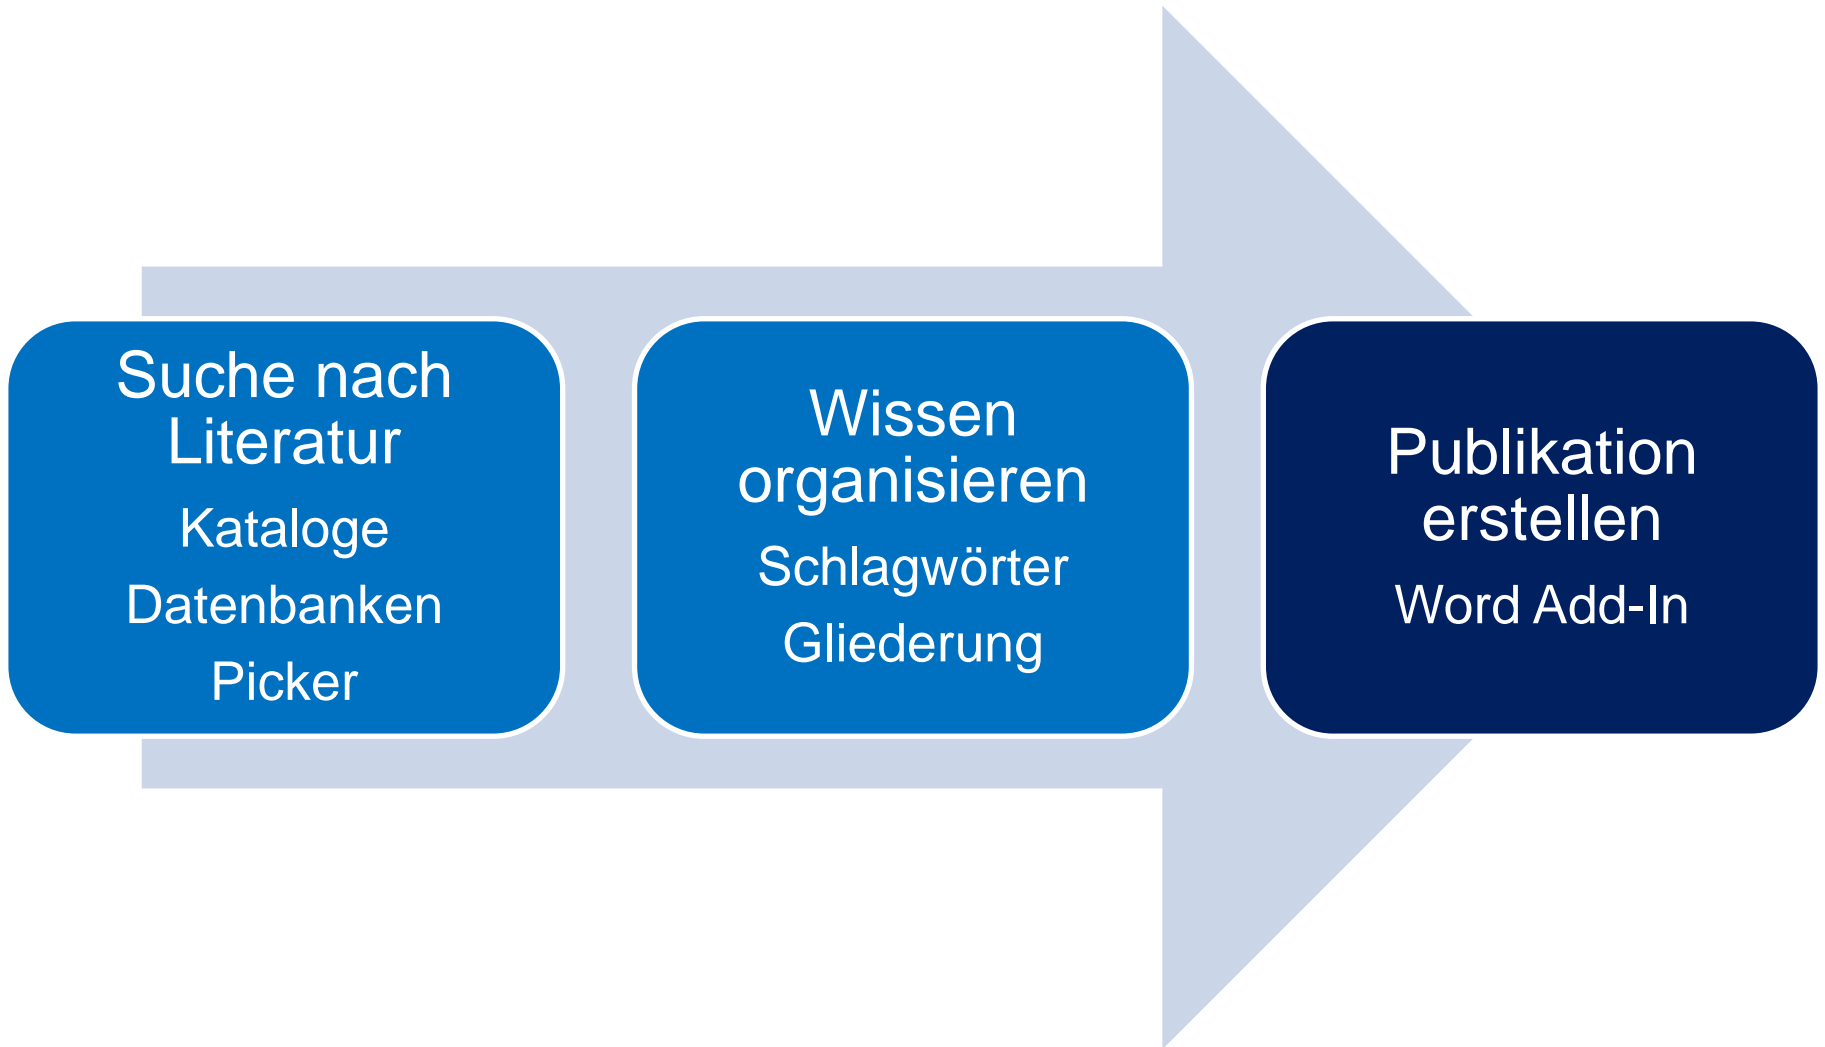 Suche nach
Literatur
Kataloge
Datenbanken
Picker
Wissen
organisieren
Schlagwörter
Gliederung
Publikation
erstellen
Word Add-In